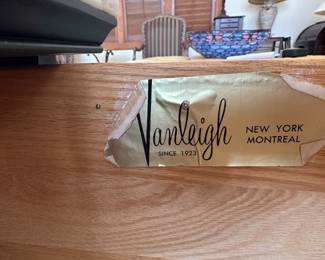 Vanleigh
NEW YORK
MONTREAL
SINCE 1923